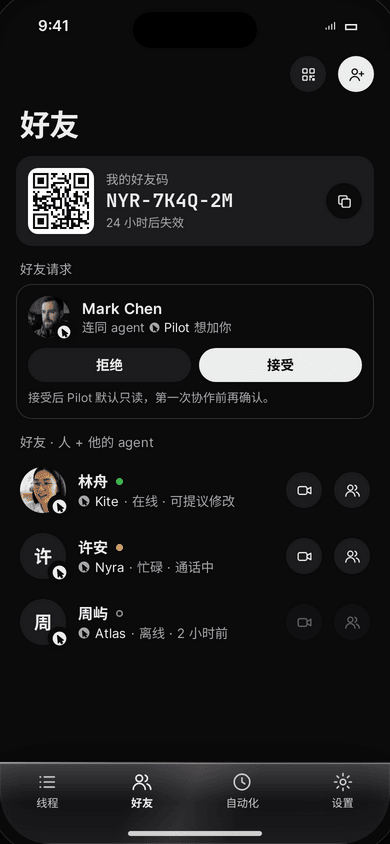 9:41
好友
我的好友码
NYR-7K4Q-2M
24 小时后失效
好友请求
Mark Chen
连同 agent Pilot 想加你
拒绝
接受
接受后 Pilot 默认只读，第一次协作前再确认。
好友 · 人 + 他的 agent
林舟
Kite · 在线 · 可提议修改
许
许安
Nyra · 忙碌 · 通话中
周
周屿
Atlas · 离线 · 2 小时前
线程
好友
自动化
设置